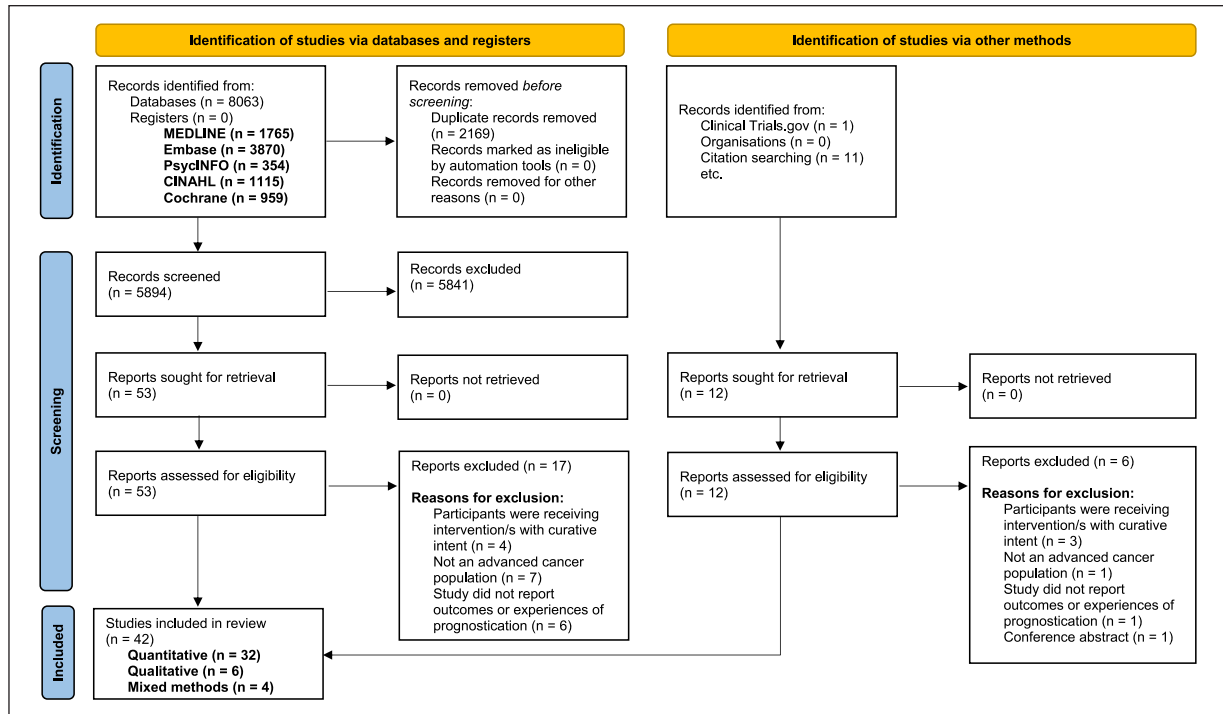 Identification of studies via databases and registers
Identification of studies via other methods
Identification
Records identified from:
Databases (n = 8063)
Registers (n = 0)
MEDLINE (n = 1765)
Embase (n = 3870)
PsycINFO (n = 354)
CINAHL (n = 1115)
Cochrane (n = 959)
Records removed before
screening:
Duplicate records removed
(n = 2169)
Records marked as ineligible
by automation tools (n = 0)
Records removed for other
reasons (n = 0)
Records identified from:
Clinical Trials.gov (n = 1)
Organisations (n = 0)
Citation searching (n = 11)
etc.
Screening
Records screened
(n = 5894)
Records excluded
(n = 5841)
Reports sought for retrieval
(n = 53)
Reports not retrieved
(n = 0)
Reports sought for retrieval
(n = 12)
Reports not retrieved
(n = 0)
Reports assessed for eligibility
(n = 53)
Reports excluded (n = 17)
Reasons for exclusion:
Participants were receiving
intervention/s with curative
intent (n = 4)
Not an advanced cancer
population (n = 7)
Study did not report
outcomes or experiences of
prognostication (n = 6)
Reports assessed for eligibility
(n = 12)
Reports excluded (n = 6)
Reasons for exclusion:
Participants were receiving
intervention/s with curative
intent (n = 3)
Not an advanced cancer
population (n = 1)
Study did not report
outcomes or experiences of
prognostication (n = 1)
Conference abstract (n = 1)
Included
Studies included in review
(n = 42)
Quantitative (n = 32)
Qualitative (n = 6)
Mixed methods (n = 4)